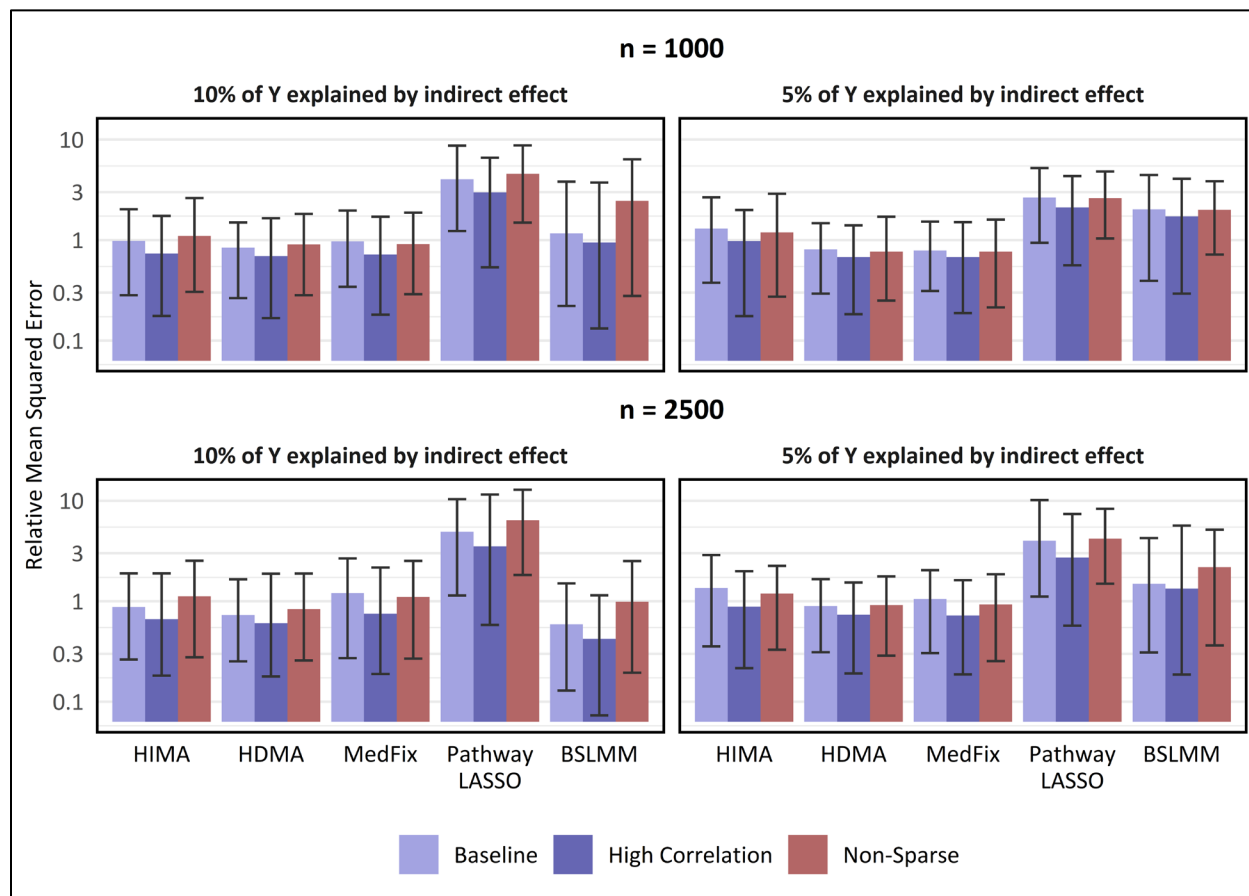 n = 1000
10% of Y explained by indirect effect
5% of Y explained by indirect effect
Relative Mean Squared Error
10
3
1
0.3
0.1
n = 2500
10% of Y explained by indirect effect
5% of Y explained by indirect effect
10
3
1
0.3
0.1
HIMA
HDMA
MedFix
Pathway
LASSO
BSLMM
HIMA
HDMA
MedFix
Pathway
LASSO
BSLMM
Baseline
High Correlation
Non-Sparse